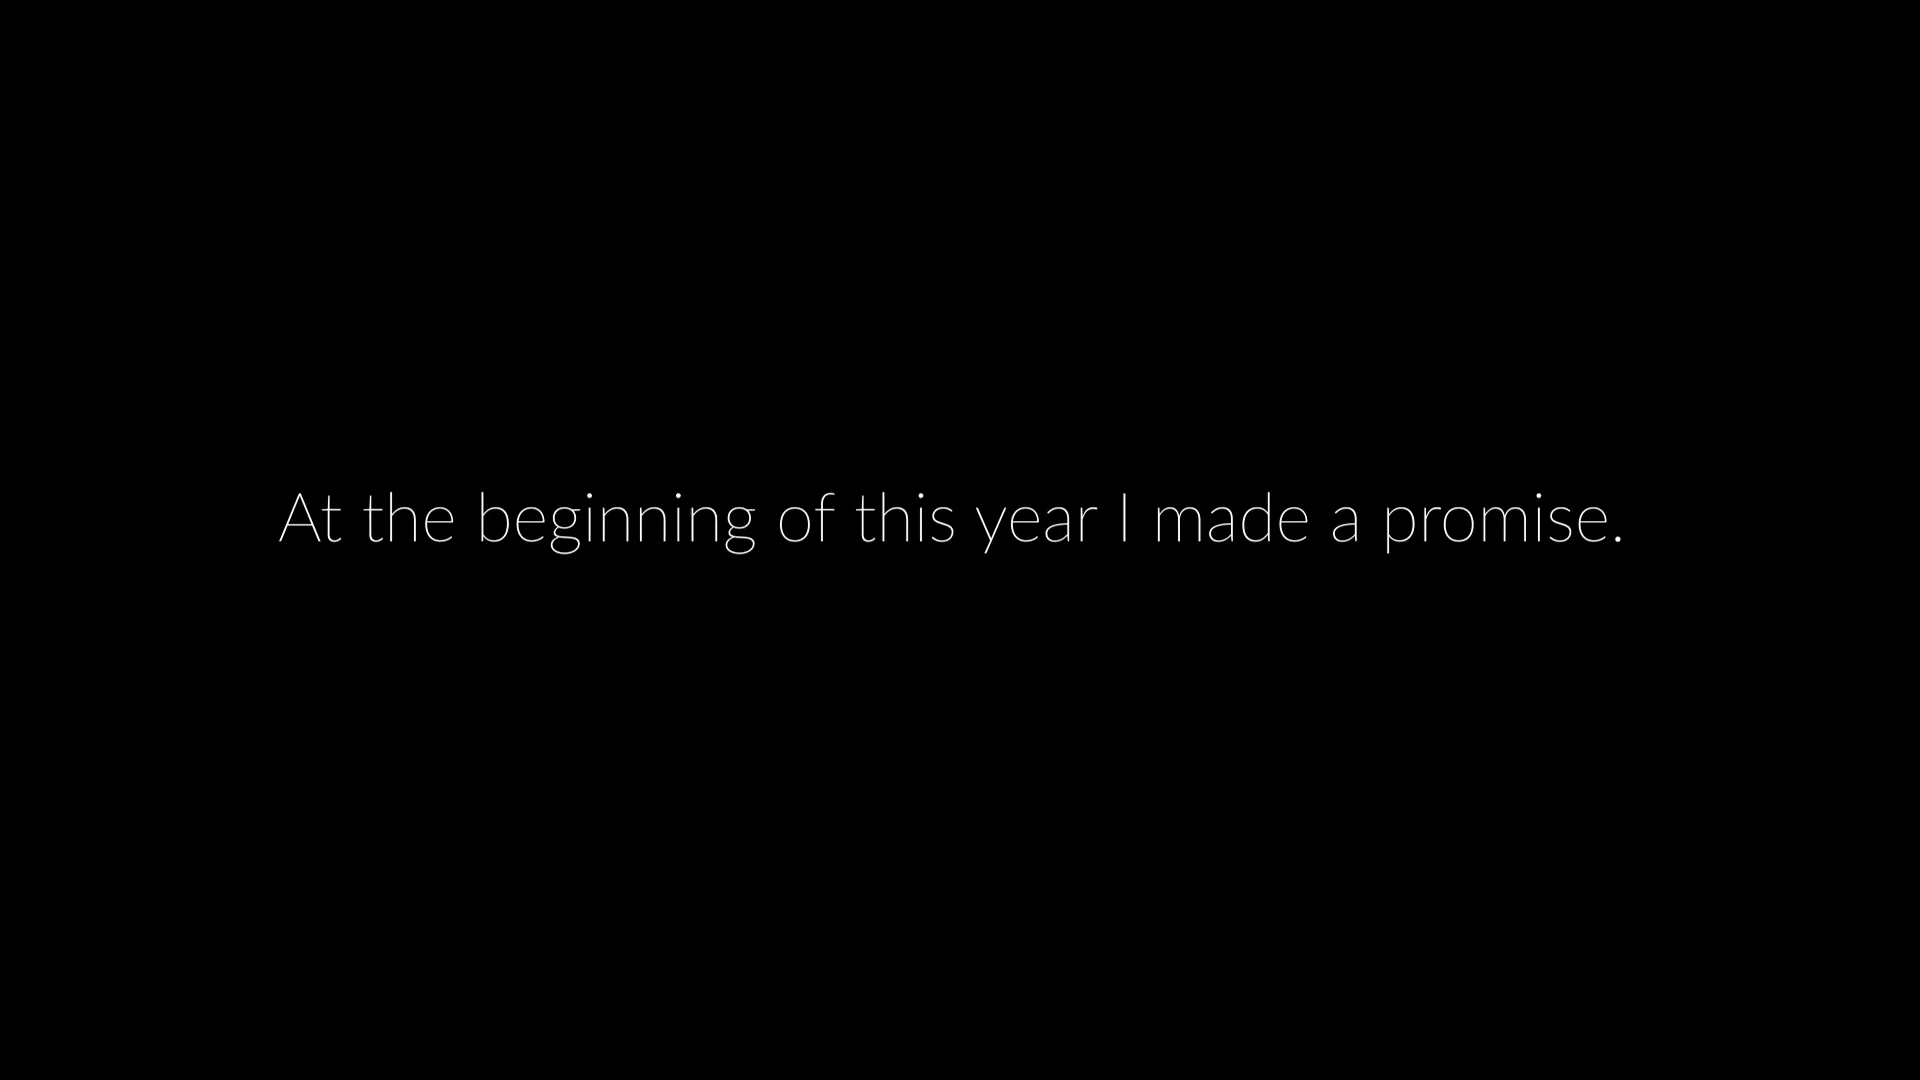 At the beginning of this year I made a promise.